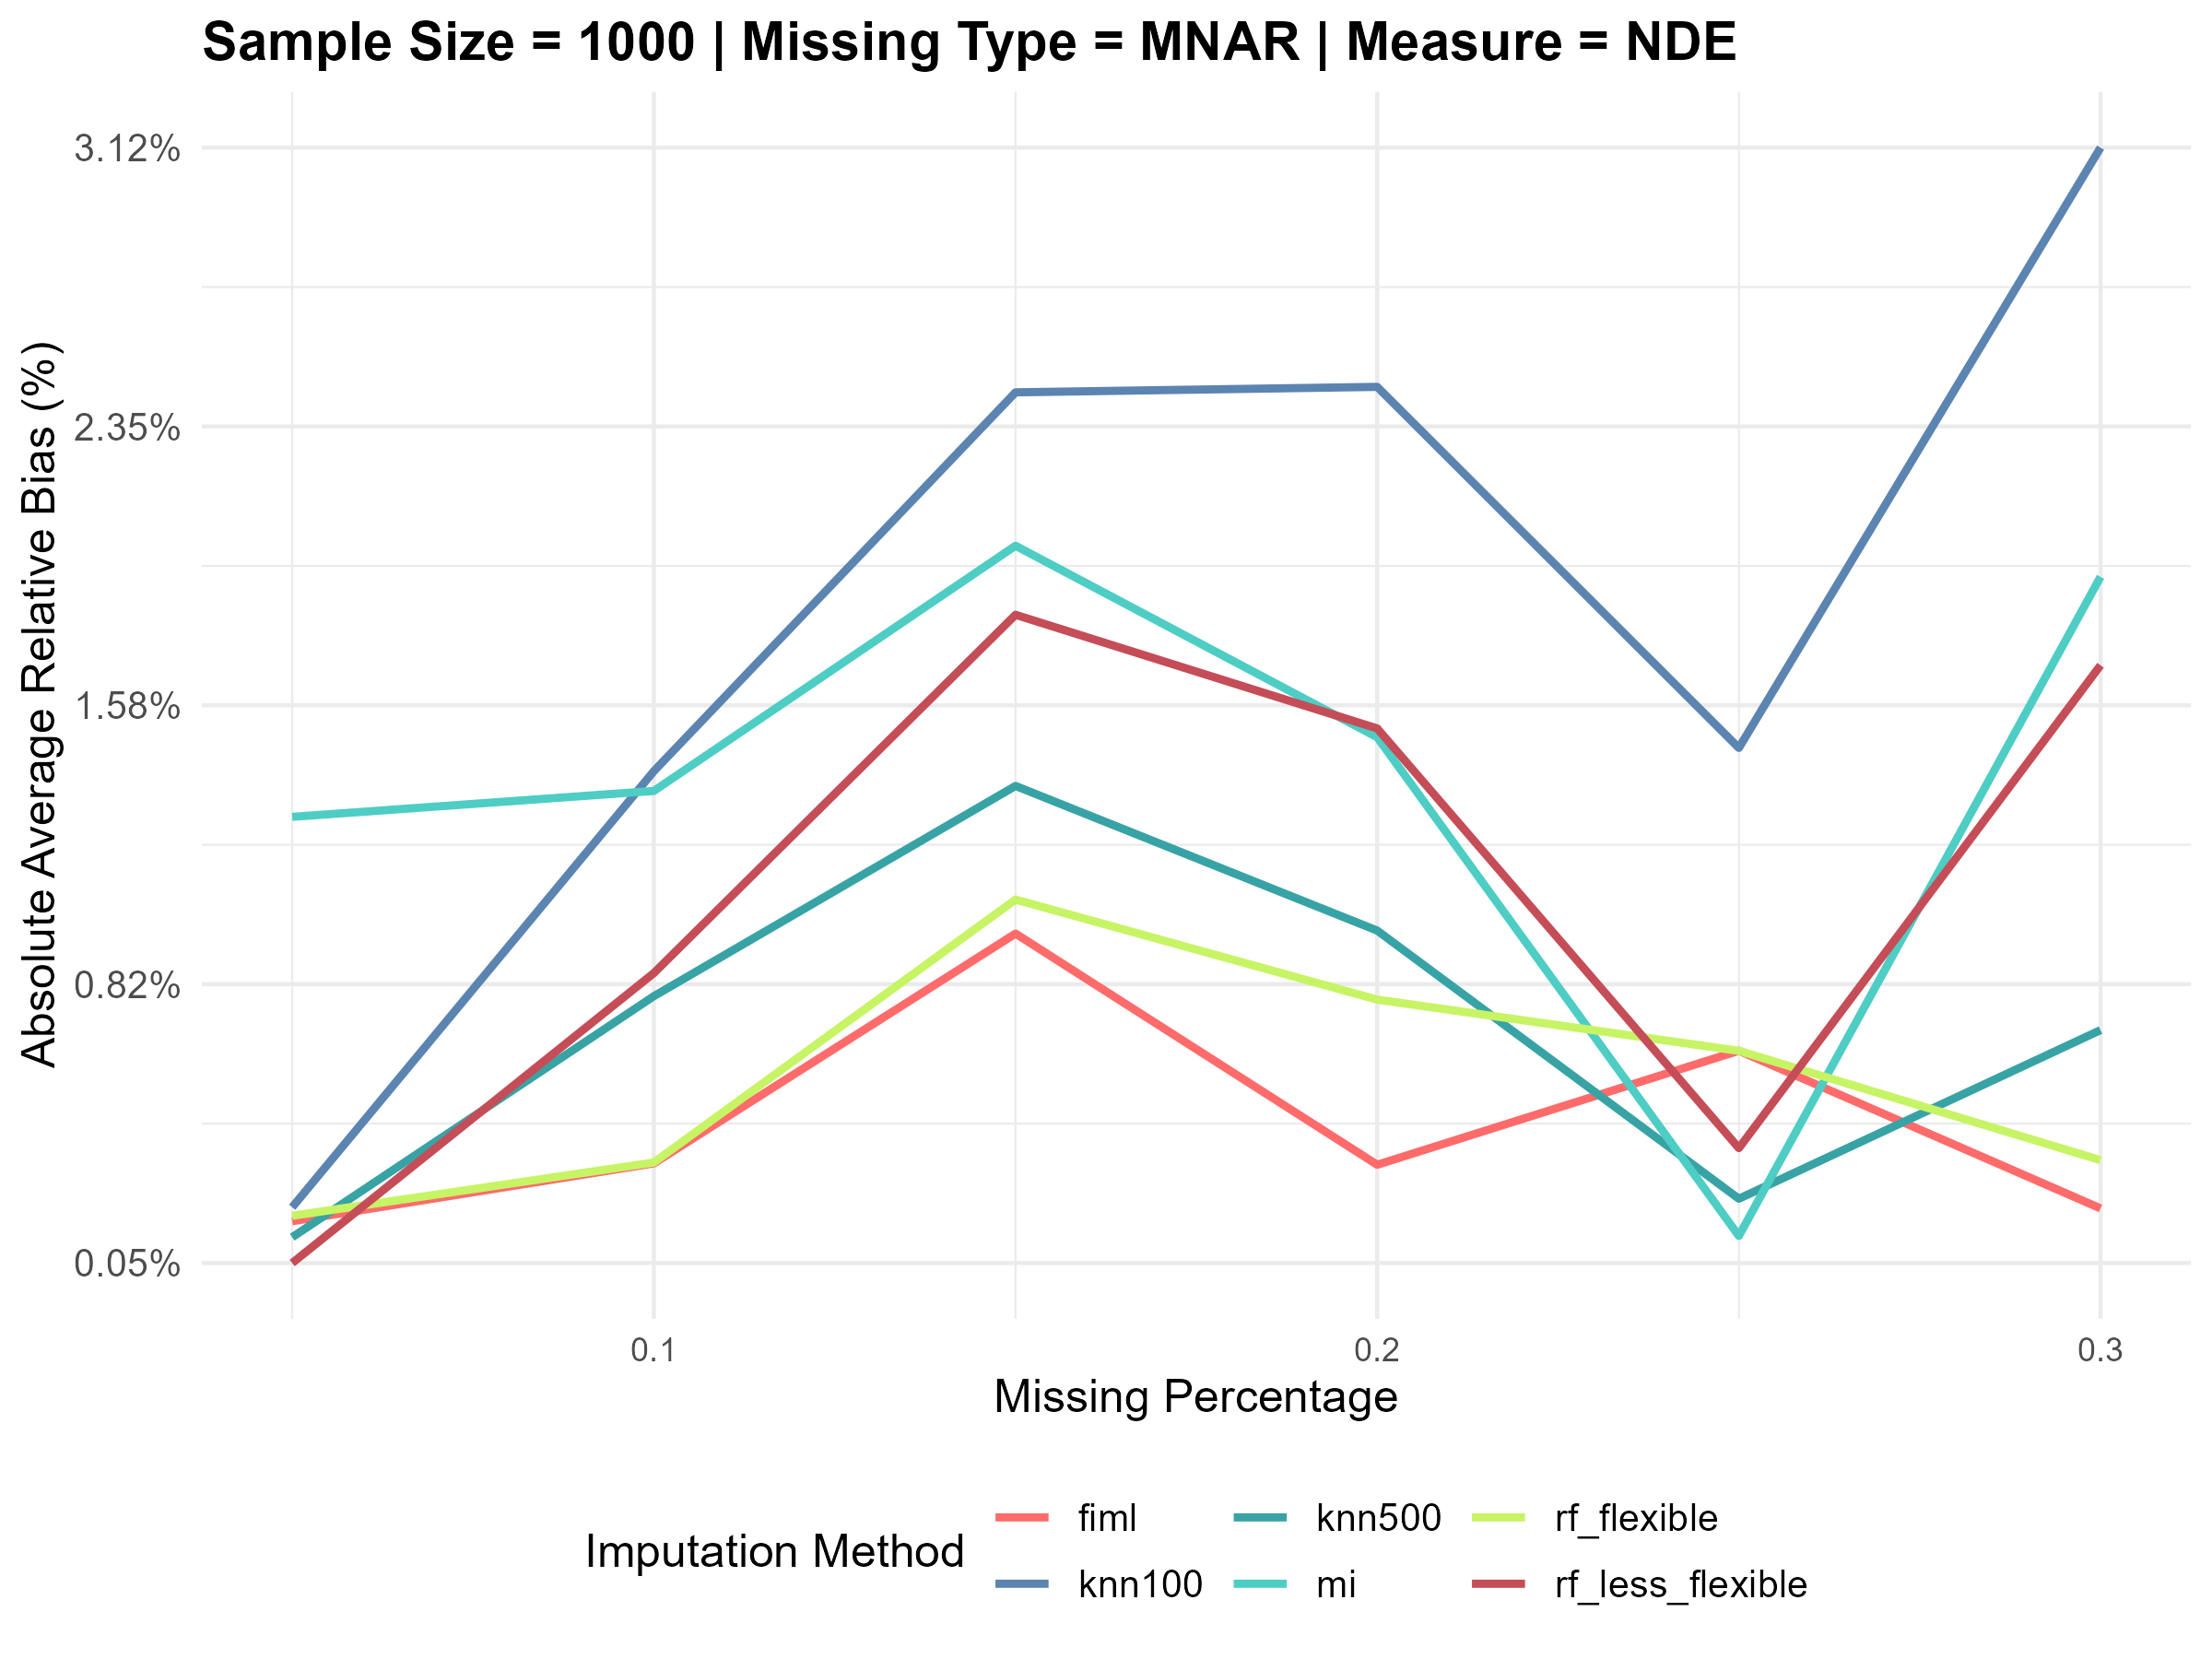 Sample Size = 1000 | Missing Type = MNAR | Measure = NDE
Absolute Average Relative Bias (%)
3.12%
2.35%
1.58%
0.82%
0.05%
0.1
0.2
0.3
Missing Percentage
Imputation Method
fiml
knn500
rf_flexible
knn100
mi
rf_less_flexible